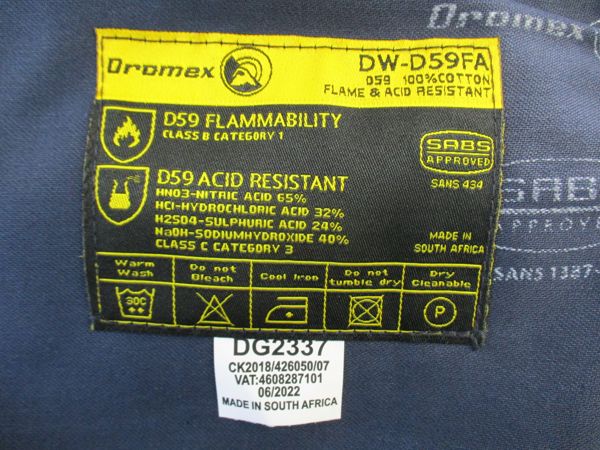 Dromex
Dromex
DW-D59FA
D59 100%COTTON
FLAME & ACID RESISTANT
D59 FLAMMABILITY
CLASS B CATEGORY 1
SABS
APPROVED
SANS 434
D59 ACID RESISTANT
HNO3-NITRIC ACID 65%
HCl-HYDROCHLORIC ACID 32%
H2SO4-SULPHURIC ACID 24%
NaOH-SODIUMHYDROXIDE 40%
CLASS C CATEGORY 3
MADE IN
SOUTH AFRICA
SABS
APPROVED
SANS 1387-
Warm Wash
Do not Bleach
Cool Iron
Do not tumble dry
Dry Cleanable
30C
P
DG2337
CK2018/426050/07
VAT:4608287101
06/2022
MADE IN SOUTH AFRICA